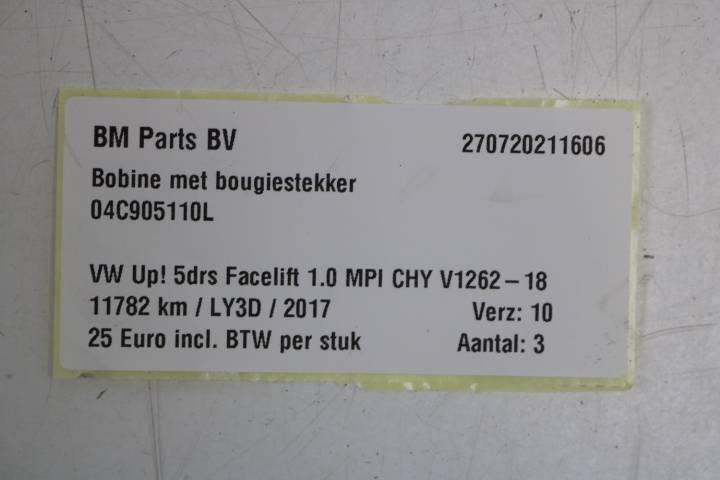 BM Parts BV 270720211606
Bobine met bougiestekker
04C905110L
VW Up! 5drs Facelift 1.0 MPI CHY V1262 – 18
11782 km / LY3D / 2017 Verz: 10
25 Euro incl. BTW per stuk Aantal: 3